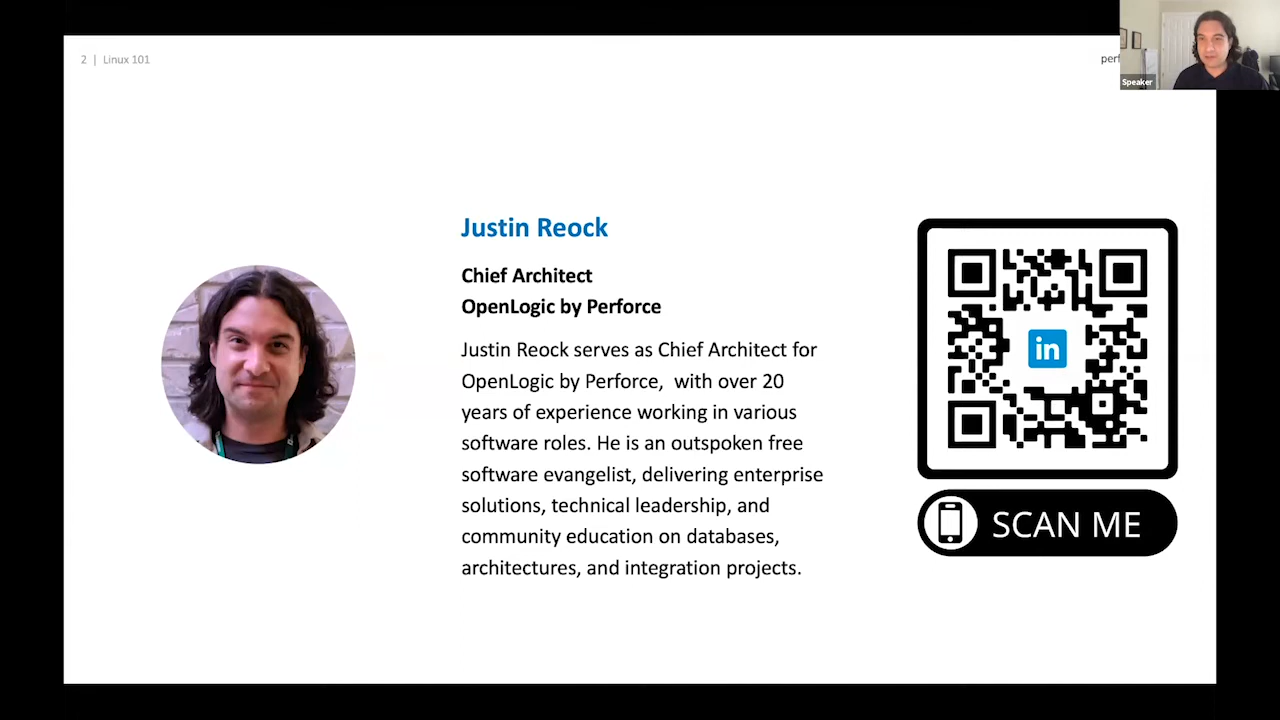 2 | Linux 101
Speaker
Justin Reock
Chief Architect
OpenLogic by Perforce
Justin Reock serves as Chief Architect for
OpenLogic by Perforce, with over 20
years of experience working in various
software roles. He is an outspoken free
software evangelist, delivering enterprise
solutions, technical leadership, and
community education on databases,
architectures, and integration projects.
in
SCAN ME